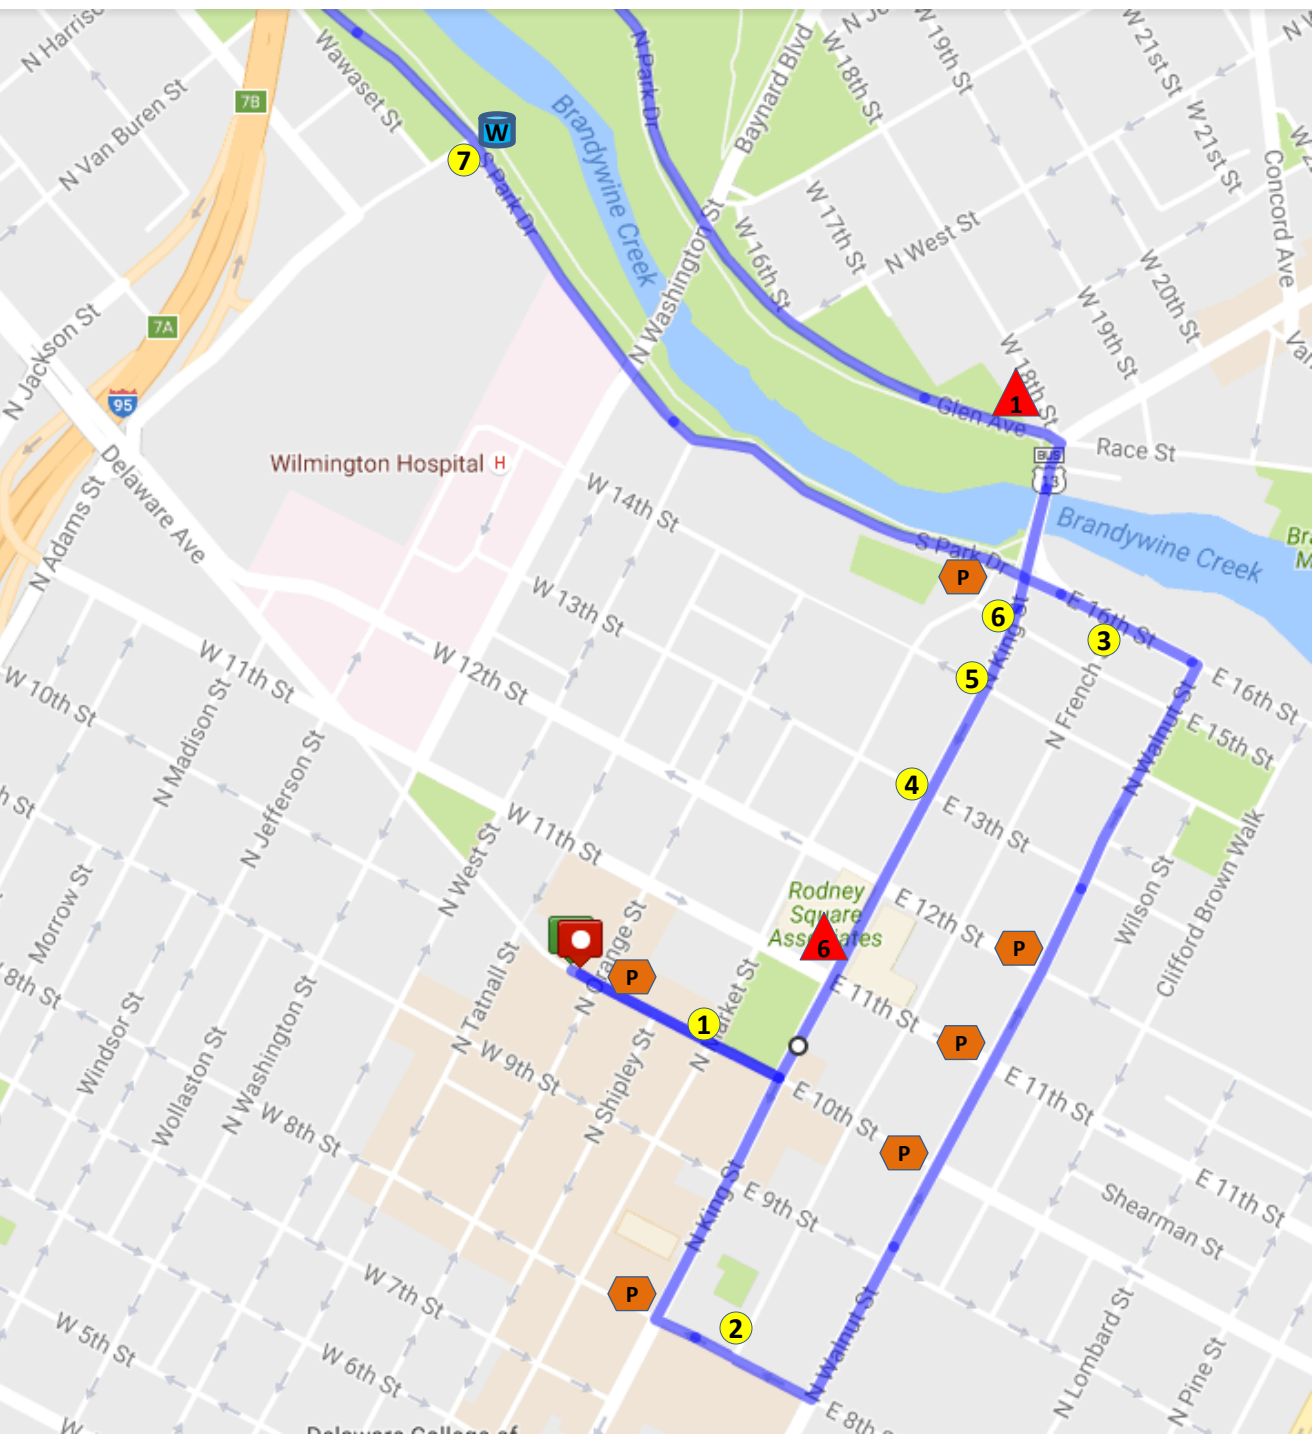 N Harriso
N Van Buren St
7B
Wawaset St
N Park Dr
Baynard Blvd
W 18th St
W 19th St
W 21st St
W 21st St
Concord Ave
W
7
S Park Dr
Brandywine Creek
N Washington St
W 16th St
W 17th St
N West St
W 20th St
W 19th St
W 18th St
N Jackson St
7A
95
Delaware Ave
N Adams St
Wilmington Hospital H
Glen Ave
1
Race St
BUS
13
Brandywine Creek
W 14th St
S Park Dr
P
6
E 16th St
3
5
N King St
W 13th St
W 12th St
W 11th St
W 10th St
N Madison St
N Jefferson St
N French
E 16th St
E 15th St
N Walnut St
4
E 13th St
Wilson St
Clifford Brown Walk
W 11th St
N West St
Rodney
Square
Associates
6
E 12th St
P
N Orange St
P
1
N Market St
E 11th St
P
E 11th St
Morrow St
W 8th St
Windsor St
Wollaston St
N Washington St
N Tatnall St
W 9th St
N Shipley St
W 8th St
E 10th St
P
E 11th St
Shearman St
N King St
E 9th St
P
2
W 7th St
W 5th St
W 6th St
N Walnut St
E 8th S
N Lombard St
N Pine St
Delaware College of